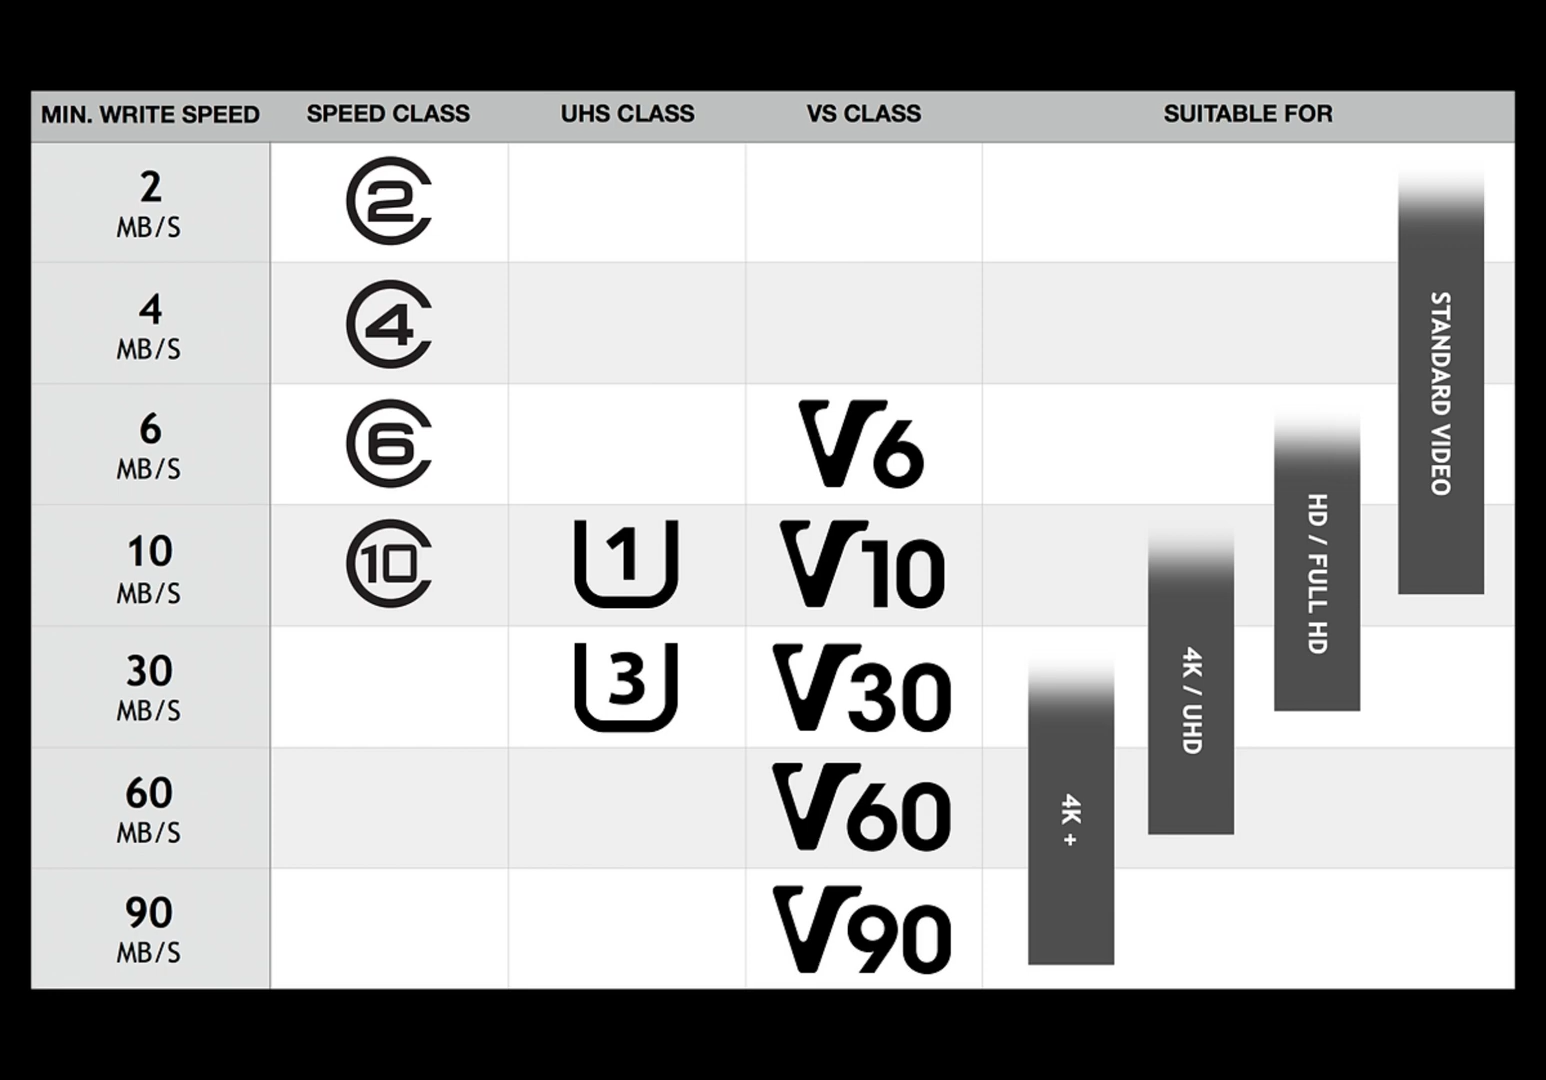 MIN. WRITE SPEED SPEED CLASS UHS CLASS VS CLASS SUITABLE FOR
2
MB/S
2
4
MB/S
4
6
MB/S
6
V6
10
MB/S
10
1
V10
30
MB/S
3
V30
60
MB/S
V60
90
MB/S
V90
4K +
4K / UHD
HD / FULL HD
STANDARD VIDEO